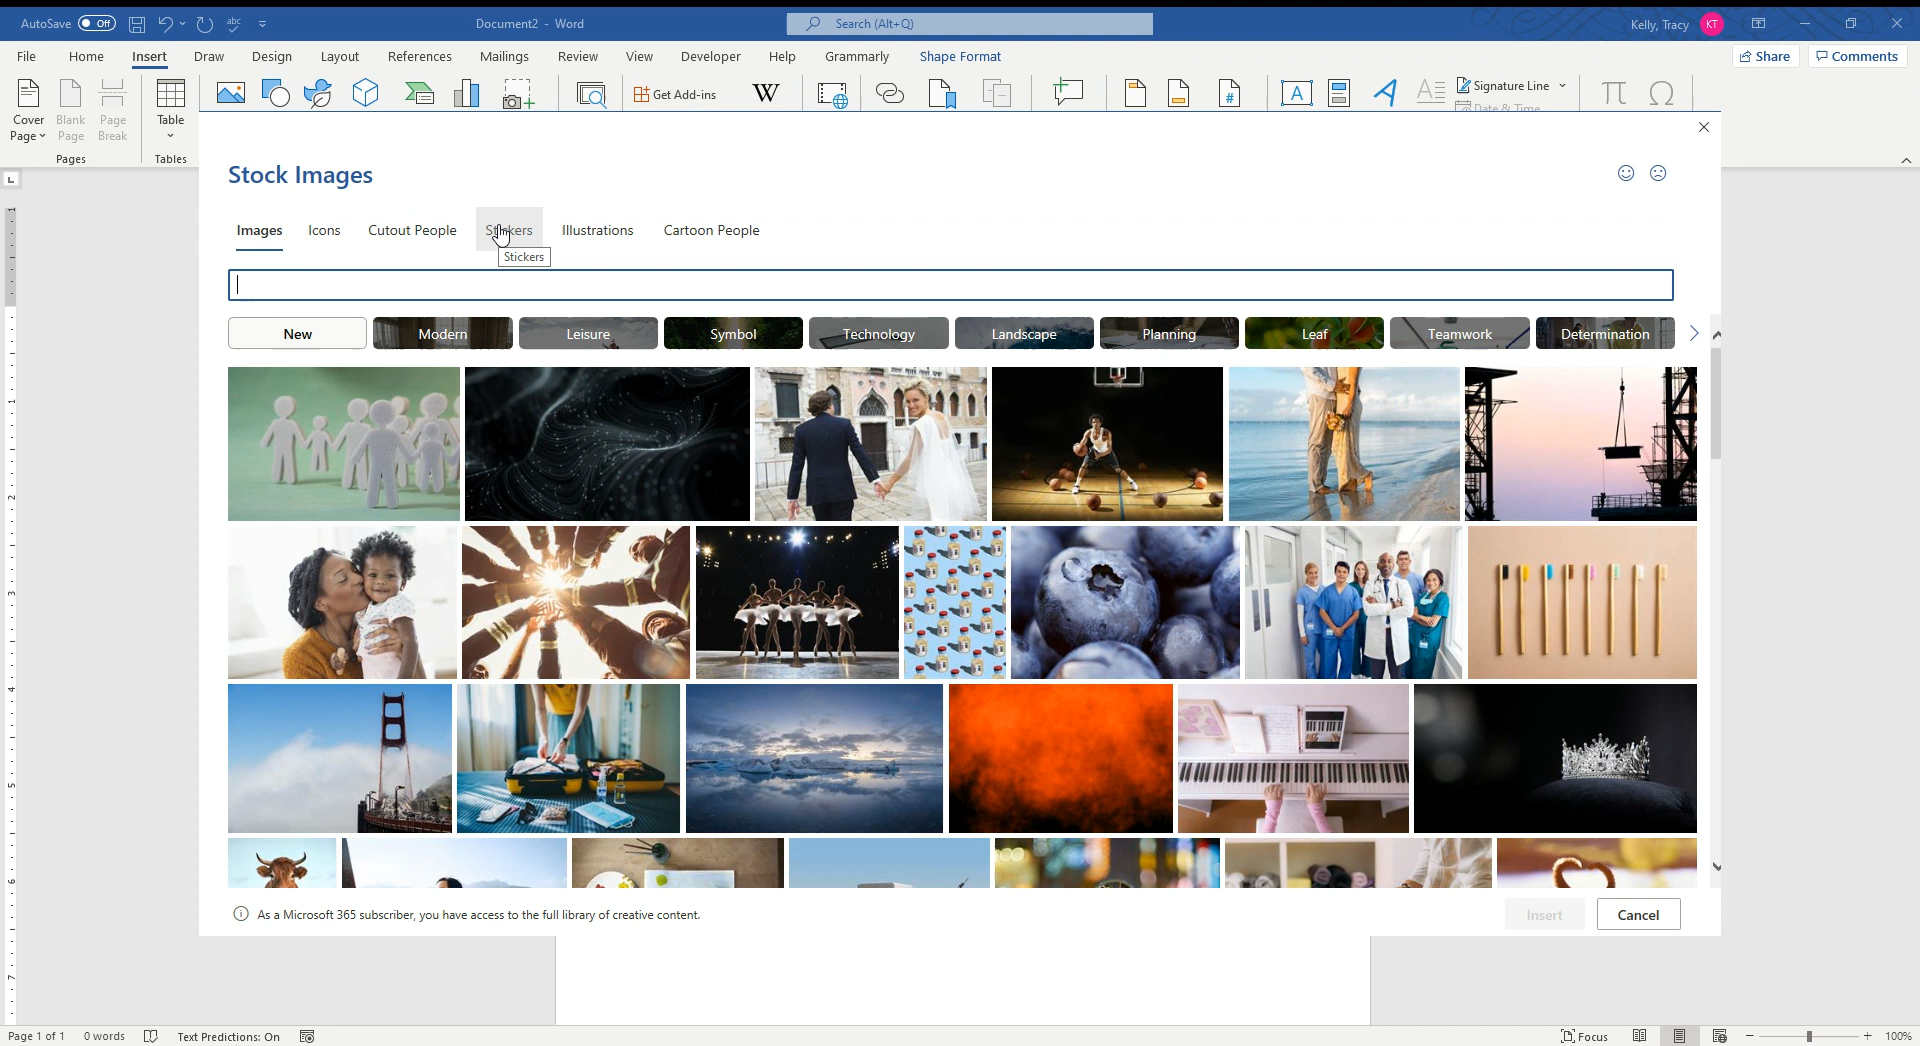 AutoSave Off
Document2 - Word
Search (Alt+Q)
Kelly, Tracy KT
File Home Insert Draw Design Layout References Mailings Review View Developer Help Grammarly Shape Format
Share Comments
Get Add-ins W Signature Line
Date & Time
Cover Page
Blank Page
Page Break
Table
Pages Tables
Stock Images
Images Icons Cutout People Stickers Illustrations Cartoon People
Stickers
New Modern Leisure Symbol Technology Landscape Planning Leaf Teamwork Determination
As a Microsoft 365 subscriber, you have access to the full library of creative content.
Insert Cancel
Page 1 of 1 0 words Text Predictions: On Focus 100%